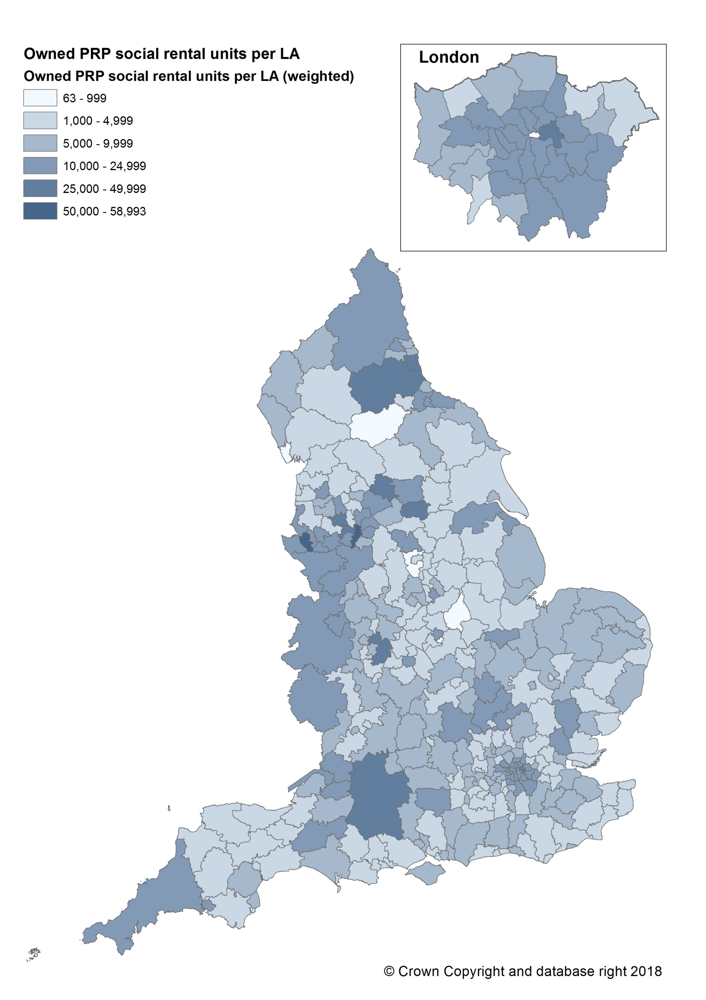 Owned PRP social rental units per LA
Owned PRP social rental units per LA (weighted)
63 - 999
1,000 - 4,999
5,000 - 9,999
10,000 - 24,999
25,000 - 49,999
50,000 - 58,993
London
© Crown Copyright and database right 2018